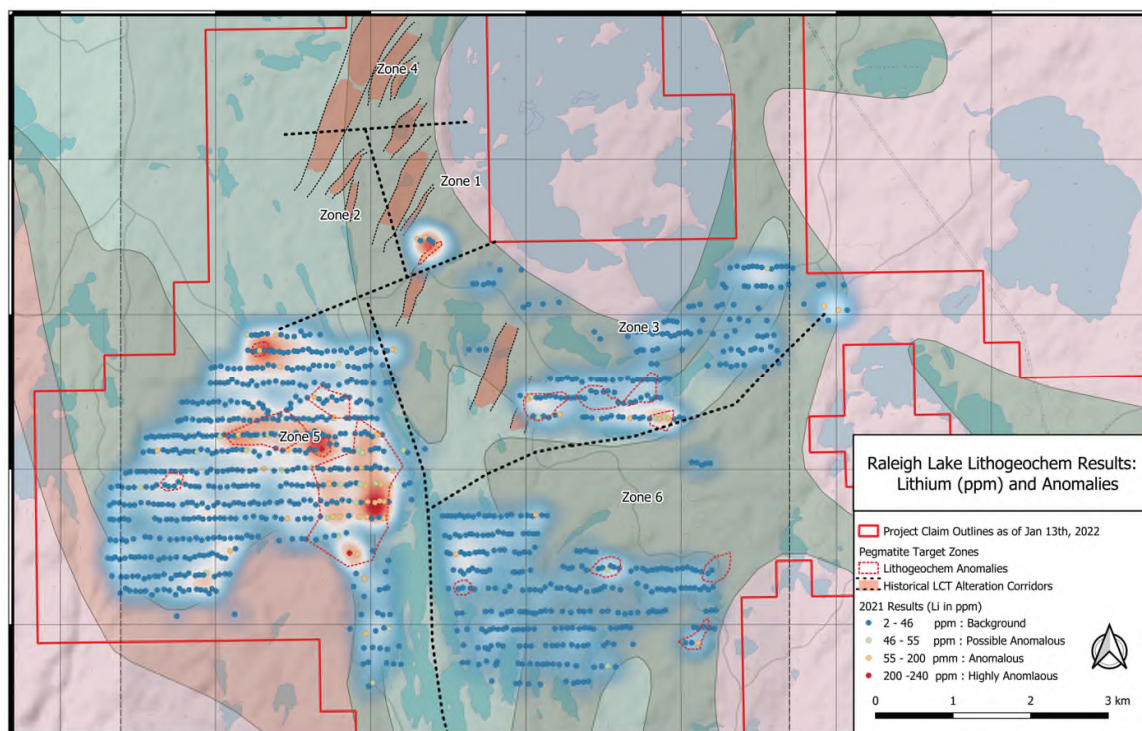 Zone 4
Zone 1
Zone 2
Zone 3
Zone 5
Zone 6
Raleigh Lake Lithogeochem Results:
Lithium (ppm) and Anomalies
Project Claim Outlines as of Jan 13th, 2022
Pegmatite Target Zones
Lithogeochem Anomalies
Historical LCT Alteration Corridors
2021 Results (Li in ppm)
2 - 46 ppm : Background
46 - 55 ppm : Possible Anomalous
55 - 200 pmm : Anomalous
200 -240 ppm : Highly Anomlaous
0 1 2 3 km